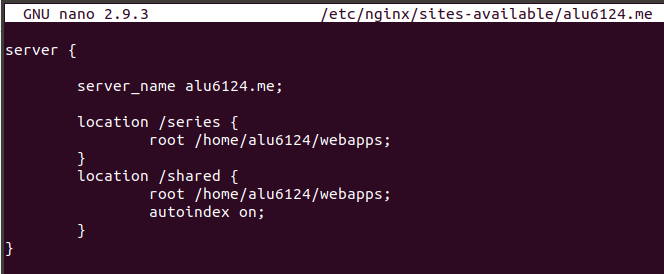 GNU nano 2.9.3 /etc/nginx/sites-available/alu6124.me
server {
server_name alu6124.me;
location /series {
root /home/alu6124/webapps;
}
location /shared {
root /home/alu6124/webapps;
autoindex on;
}
}